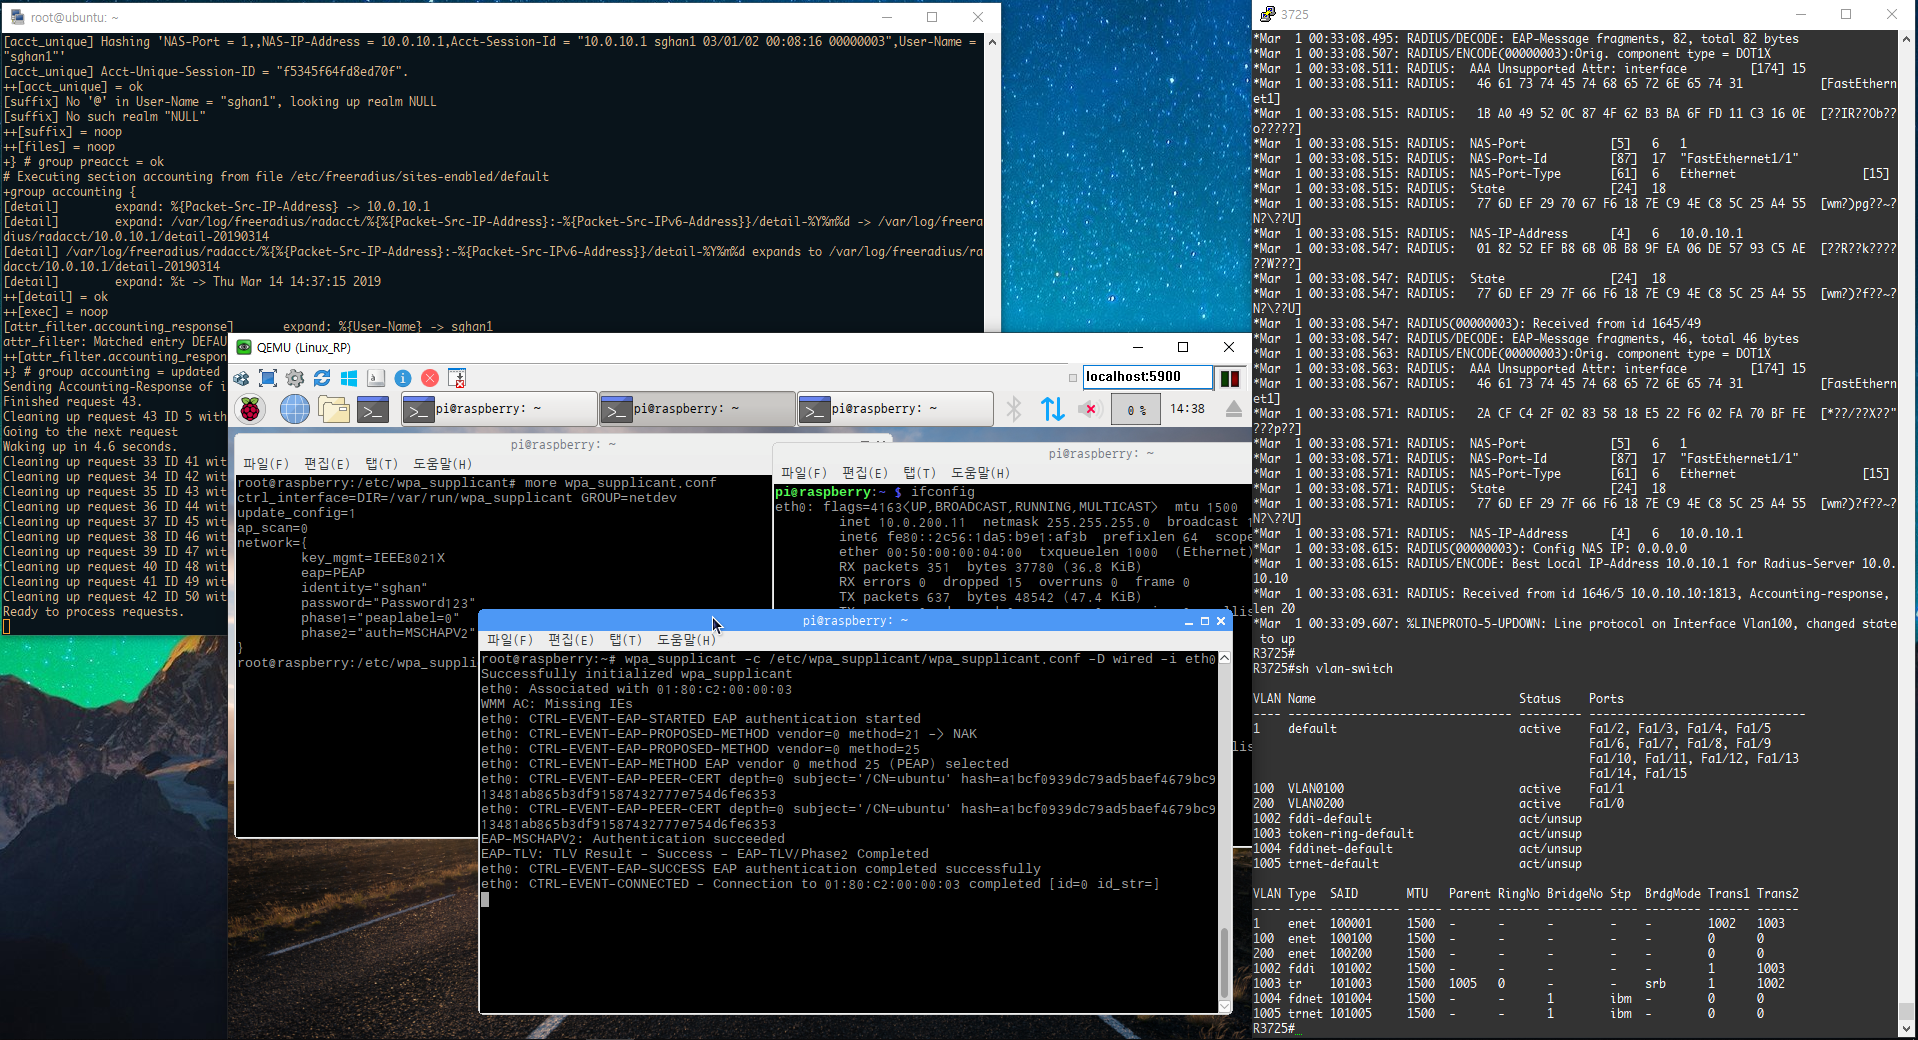 root@ubuntu: ~
[acct_unique] Hashing 'NAS-Port = 1,,NAS-IP-Address = 10.0.10.1,Acct-Session-Id = "10.0.10.1 sghan1 03/01/02 00:08:16 00000003",User-Name =
"sghan1"'
[acct_unique] Acct-Unique-Session-ID = "f5345f64fd8ed70f".
++[acct_unique] = ok
[suffix] No '@' in User-Name = "sghan1", looking up realm NULL
[suffix] No such realm "NULL"
++[suffix] = noop
++[files] = noop
+} # group preacct = ok
# Executing section accounting from file /etc/freeradius/sites-enabled/default
+group accounting {
[detail]        expand: %{Packet-Src-IP-Address} -> 10.0.10.1
[detail]        expand: /var/log/freeradius/radacct/%{%{Packet-Src-IP-Address}:-%{Packet-Src-IPv6-Address}}/detail-%Y%m%d -> /var/log/freera
dius/radacct/10.0.10.1/detail-20190314
[detail] /var/log/freeradius/radacct/%{%{Packet-Src-IP-Address}:-%{Packet-Src-IPv6-Address}}/detail-%Y%m%d expands to /var/log/freeradius/ra
dacct/10.0.10.1/detail-20190314
[detail]        expand: %t -> Thu Mar 14 14:37:15 2019
++[detail] = ok
++[exec] = noop
[attr_filter.accounting_response]       expand: %{User-Name} -> sghan1
attr_filter: Matched entry DEFAU
++[attr_filter.accounting_respon
+} # group accounting = updated
Sending Accounting-Response of i
Finished request 43.
Cleaning up request 43 ID 5 with
Going to the next request
Waking up in 4.6 seconds.
Cleaning up request 33 ID 41 wit
Cleaning up request 34 ID 42 wit
Cleaning up request 35 ID 43 wit
Cleaning up request 36 ID 44 wit
Cleaning up request 37 ID 45 wit
Cleaning up request 38 ID 46 wit
Cleaning up request 39 ID 47 wit
Cleaning up request 40 ID 48 wit
Cleaning up request 41 ID 49 wit
Cleaning up request 42 ID 50 wit
Ready to process requests.
QEMU (Linux_RP)
localhost:5900
pi@raspberry: ~
pi@raspberry: ~
pi@raspberry: ~
0 %
14:38
pi@raspberry: ~
파일(F) 편집(E) 탭(T) 도움말(H)
root@raspberry:/etc/wpa_supplicant# more wpa_supplicant.conf
ctrl_interface=DIR=/var/run/wpa_supplicant GROUP=netdev
update_config=1
ap_scan=0
network={
        key_mgmt=IEEE8021X
        eap=PEAP
        identity="sghan"
        password="Password123"
        phase1="peaplabel=0"
        phase2="auth=MSCHAPV2"
}
root@raspberry:/etc/wpa_suppli
pi@raspberry: ~
파일(F) 편집(E) 탭(T) 도움말(H)
pi@raspberry:~ $ ifconfig
eth0: flags=4163<UP,BROADCAST,RUNNING,MULTICAST>  mtu 1500
        inet 10.0.200.11  netmask 255.255.255.0  broadcast 1
        inet6 fe80::2c56:1da5:b9e1:af3b  prefixlen 64  scope
        ether 00:50:00:00:04:00  txqueuelen 1000  (Ethernet)
        RX packets 351  bytes 37780 (36.8 KiB)
        RX errors 0  dropped 15  overruns 0  frame 0
        TX packets 637  bytes 48542 (47.4 KiB)
pi@raspberry: ~
파일(F) 편집(E) 탭(T) 도움말(H)
root@raspberry:~# wpa_supplicant -c /etc/wpa_supplicant/wpa_supplicant.conf -D wired -i eth0
Successfully initialized wpa_supplicant
eth0: Associated with 01:80:c2:00:00:03
WMM AC: Missing IEs
eth0: CTRL-EVENT-EAP-STARTED EAP authentication started
eth0: CTRL-EVENT-EAP-PROPOSED-METHOD vendor=0 method=21 -> NAK
eth0: CTRL-EVENT-EAP-PROPOSED-METHOD vendor=0 method=25
eth0: CTRL-EVENT-EAP-METHOD EAP vendor 0 method 25 (PEAP) selected
eth0: CTRL-EVENT-EAP-PEER-CERT depth=0 subject='/CN=ubuntu' hash=a1bcf0939dc79ad5baef4679bc9
13481ab865b3df91587432777e754d6fe6353
eth0: CTRL-EVENT-EAP-PEER-CERT depth=0 subject='/CN=ubuntu' hash=a1bcf0939dc79ad5baef4679bc9
13481ab865b3df91587432777e754d6fe6353
EAP-MSCHAPV2: Authentication succeeded
EAP-TLV: TLV Result - Success - EAP-TLV/Phase2 Completed
eth0: CTRL-EVENT-EAP-SUCCESS EAP authentication completed successfully
eth0: CTRL-EVENT-CONNECTED - Connection to 01:80:c2:00:00:03 completed [id=0 id_str=]
3725
*Mar  1 00:33:08.495: RADIUS/DECODE: EAP-Message fragments, 82, total 82 bytes
*Mar  1 00:33:08.507: RADIUS/ENCODE(00000003):Orig. component type = DOT1X
*Mar  1 00:33:08.511: RADIUS:  AAA Unsupported Attr: interface         [174] 15
*Mar  1 00:33:08.511: RADIUS:   46 61 73 74 45 74 68 65 72 6E 65 74 31           [FastEthern
et1]
*Mar  1 00:33:08.515: RADIUS:   1B A0 49 52 0C 87 4F 62 B3 BA 6F FD 11 C3 16 0E  [??IR??Ob??
o?????]
*Mar  1 00:33:08.515: RADIUS:  NAS-Port            [5]   6   1
*Mar  1 00:33:08.515: RADIUS:  NAS-Port-Id         [87]  17  "FastEthernet1/1"
*Mar  1 00:33:08.515: RADIUS:  NAS-Port-Type       [61]  6   Ethernet                  [15]
*Mar  1 00:33:08.515: RADIUS:  State               [24]  18
*Mar  1 00:33:08.515: RADIUS:   77 6D EF 29 70 67 F6 18 7E C9 4E C8 5C 25 A4 55  [wm?)pg??~?
N?\??U]
*Mar  1 00:33:08.515: RADIUS:  NAS-IP-Address      [4]   6   10.0.10.1
*Mar  1 00:33:08.547: RADIUS:   01 82 52 EF B8 6B 0B B8 9F EA 06 DE 57 93 C5 AE  [??R??k????
??W???]
*Mar  1 00:33:08.547: RADIUS:  State               [24]  18
*Mar  1 00:33:08.547: RADIUS:   77 6D EF 29 7F 66 F6 18 7E C9 4E C8 5C 25 A4 55  [wm?)?f??~?
N?\??U]
*Mar  1 00:33:08.547: RADIUS(00000003): Received from id 1645/49
*Mar  1 00:33:08.547: RADIUS/DECODE: EAP-Message fragments, 46, total 46 bytes
*Mar  1 00:33:08.563: RADIUS/ENCODE(00000003):Orig. component type = DOT1X
*Mar  1 00:33:08.563: RADIUS:  AAA Unsupported Attr: interface         [174] 15
*Mar  1 00:33:08.567: RADIUS:   46 61 73 74 45 74 68 65 72 6E 65 74 31           [FastEthern
et1]
*Mar  1 00:33:08.571: RADIUS:   2A CF C4 2F 02 83 58 18 E5 22 F6 02 FA 70 BF FE  [*??/??X??"
???p??]
*Mar  1 00:33:08.571: RADIUS:  NAS-Port            [5]   6   1
*Mar  1 00:33:08.571: RADIUS:  NAS-Port-Id         [87]  17  "FastEthernet1/1"
*Mar  1 00:33:08.571: RADIUS:  NAS-Port-Type       [61]  6   Ethernet                  [15]
*Mar  1 00:33:08.571: RADIUS:  State               [24]  18
*Mar  1 00:33:08.571: RADIUS:   77 6D EF 29 7F 66 F6 18 7E C9 4E C8 5C 25 A4 55  [wm?)?f??~?
N?\??U]
*Mar  1 00:33:08.571: RADIUS:  NAS-IP-Address      [4]   6   10.0.10.1
*Mar  1 00:33:08.615: RADIUS(00000003): Config NAS IP: 0.0.0.0
*Mar  1 00:33:08.615: RADIUS/ENCODE: Best Local IP-Address 10.0.10.1 for Radius-Server 10.0.
10.10
*Mar  1 00:33:08.631: RADIUS: Received from id 1646/5 10.0.10.10:1813, Accounting-response,
len 20
*Mar  1 00:33:09.607: %LINEPROTO-5-UPDOWN: Line protocol on Interface Vlan100, changed state
 to up
R3725#
R3725#sh vlan-switch
VLAN Name                             Status    Ports
---- -------------------------------- --------- -------------------------------
1    default                          active    Fa1/2, Fa1/3, Fa1/4, Fa1/5
                                                Fa1/6, Fa1/7, Fa1/8, Fa1/9
                                                Fa1/10, Fa1/11, Fa1/12, Fa1/13
                                                Fa1/14, Fa1/15
100  VLAN0100                         active    Fa1/1
200  VLAN0200                         active    Fa1/0
1002 fddi-default                     act/unsup
1003 token-ring-default               act/unsup
1004 fddinet-default                  act/unsup
1005 trnet-default                    act/unsup
VLAN Type  SAID       MTU   Parent RingNo BridgeNo Stp  BrdgMode Trans1 Trans2
---- ----- ---------- ----- ------ ------ -------- ---- -------- ------ ------
1    enet  100001     1500  -      -      -        -    -        1002   1003
100  enet  100100     1500  -      -      -        -    -        0      0
200  enet  100200     1500  -      -      -        -    -        0      0
1002 fddi  101002     1500  -      -      -        -    -        1      1003
1003 tr    101003     1500  1005   0      -        -    srb      1      1002
1004 fdnet 101004     1500  -      -      1        ibm  -        0      0
1005 trnet 101005     1500  -      -      1        ibm  -        0      0
R3725#